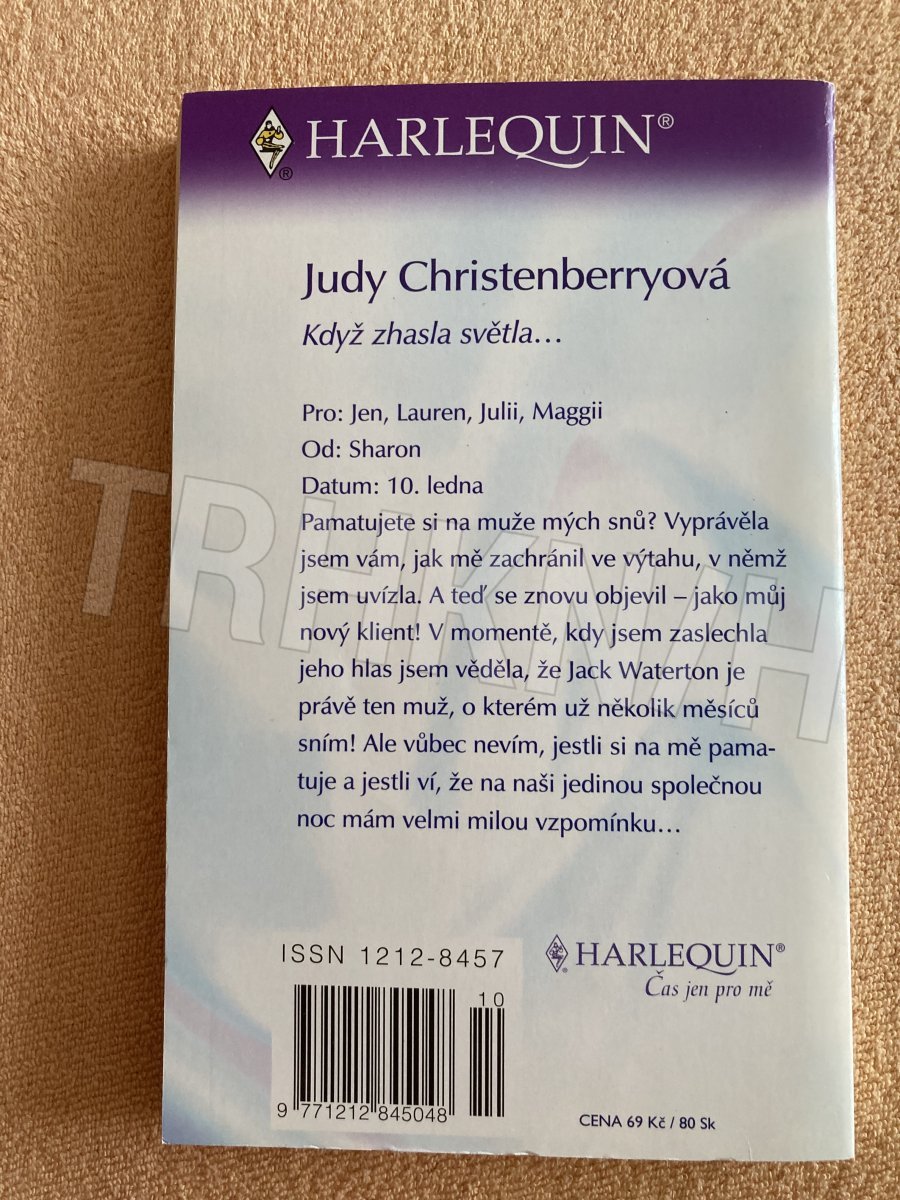 HARLEQUIN®
®
Judy Christenberryová
Když zhasla světla...
Pro: Jen, Lauren, Julii, Maggii
Od: Sharon
Datum: 10. ledna
Pamatujete si na muže mých snů? Vyprávěla
jsem vám, jak mě zachránil ve výtahu, v němž
jsem uvízla. A teď se znovu objevil – jako můj
nový klient! V momentě, kdy jsem zaslechla
jeho hlas jsem věděla, že Jack Waterton je
právě ten muž, o kterém už několik měsíců
sním! Ale vůbec nevím, jestli si na mě pama-
tuje a jestli ví, že na naši jedinou společnou
noc mám velmi milou vzpomínku...
TRHKNIH
ISSN 1212-8457
10
9 771212 845048
HARLEQUIN®
®
Čas jen pro mě
CENA 69 Kč / 80 Sk